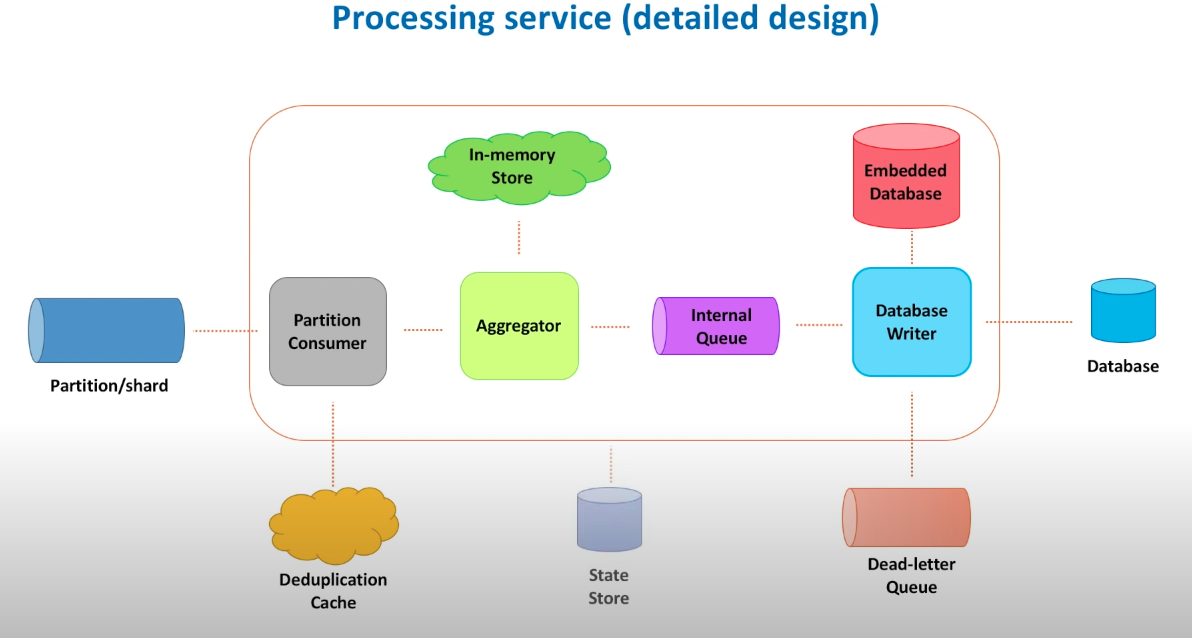 Processing service (detailed design)
In-memory
Store
Embedded
Database
Partition
Consumer
Aggregator
Internal
Queue
Database
Writer
Partition/shard
Database
Deduplication
Cache
State
Store
Dead-letter
Queue